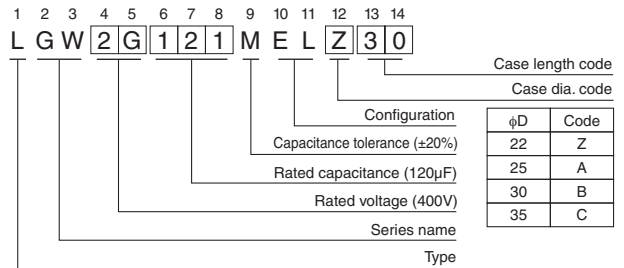 1 2 3 4 5 6 7 8 9 10 11 12 13 14
L G W 2 G 1 2 1 M E L Z 3 0
Case length code
Case dia. code
Configuration
Capacitance tolerance (±20%)
Rated capacitance (120µF)
Rated voltage (400V)
Series name
Type
ϕD Code
22 Z
25 A
30 B
35 C